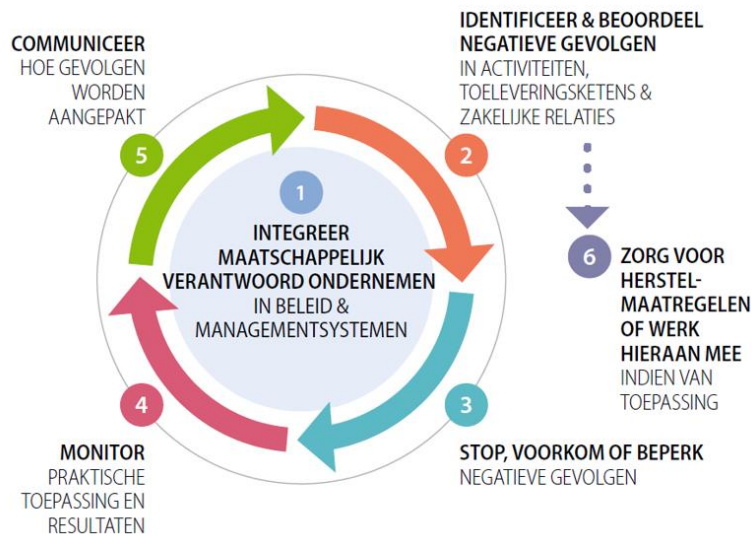 1
INTEGREER
MAATSCHAPPELIJK
VERANTWOORD ONDERNEMEN
IN BELEID &
MANAGEMENTSYSTEMEN
2
IDENTIFICEER & BEOORDEEL
NEGATIEVE GEVOLGEN
IN ACTIVITEITEN,
TOELEVERINGSKETENS &
ZAKELIJKE RELATIES
3
STOP, VOORKOM OF BEPERK
NEGATIEVE GEVOLGEN
4
MONITOR
PRAKTISCHE
TOEPASSING EN
RESULTATEN
5
COMMUNICEER
HOE GEVOLGEN
WORDEN
AANGEPAKT
6
ZORG VOOR
HERSTEL-
MAATREGELEN
OF WERK
HIERAAN MEE
INDIEN VAN
TOEPASSING